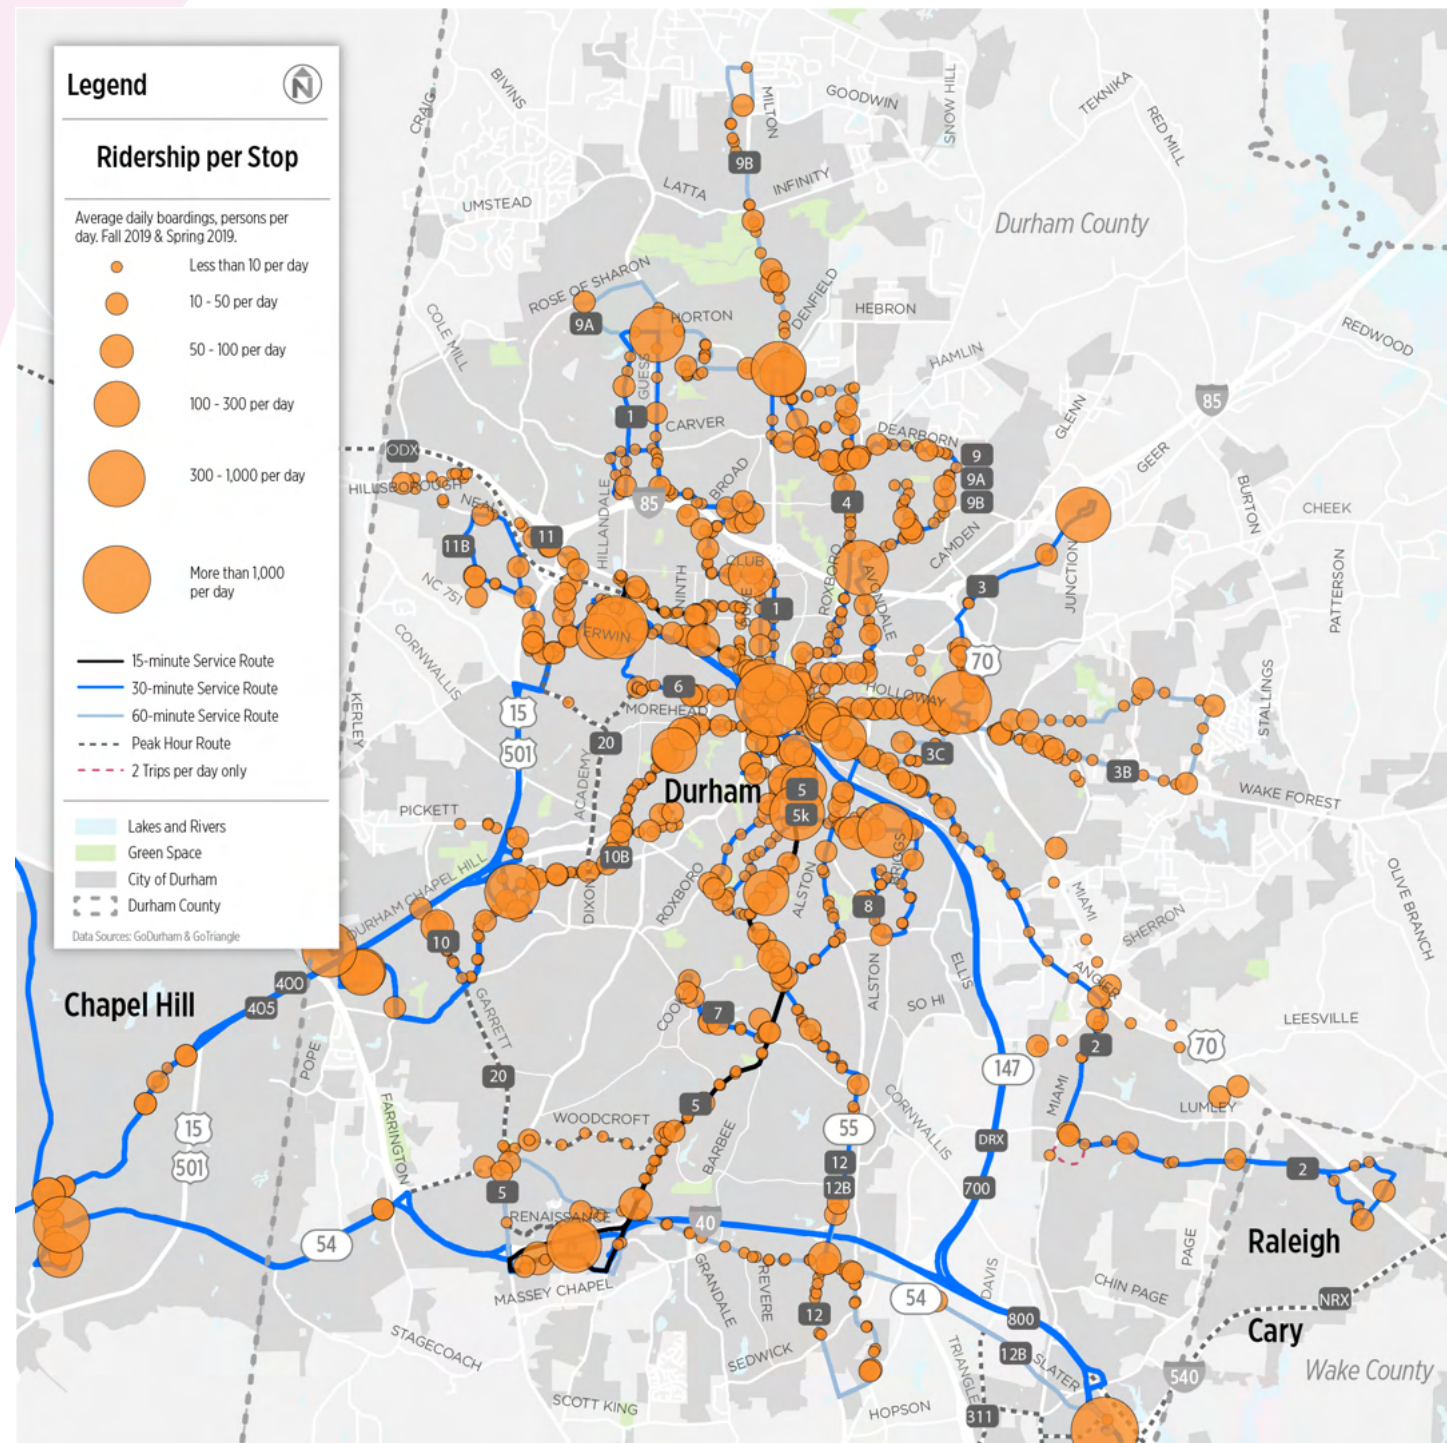 Legend
N
Ridership per Stop
Average daily boardings, persons per
day. Fall 2019 & Spring 2019.
Less than 10 per day
10 - 50 per day
50 - 100 per day
100 - 300 per day
300 - 1,000 per day
More than 1,000
per day
15-minute Service Route
30-minute Service Route
60-minute Service Route
Peak Hour Route
2 Trips per day only
Lakes and Rivers
Green Space
City of Durham
Durham County
Data Sources: GoDurham & GoTriangle
CRAIG
BIVINS
MILTON
GOODWIN
SNOW HILL
TEKNIKA
RED MILL
9B
LATTA
INFINITY
UMSTEAD
Durham County
ROSE OF SHARON
9A
HORTON
DENFIELD
HEBRON
COLE MILL
GUESS
HAMLIN
REDWOOD
85
1
CARVER
DEARBORN
GLENN
GEER
ODX
HILLSBOROUGH
NEAL
BROAD
9
9A
9B
85
4
BURTON
CHEEK
11
HILLANDALE
11B
CAMDEN
NC 751
CLUB
ROXBORO
AVONDALE
JUNCTION
PATTERSON
NINTH
DUKE
1
3
ERWIN
CORNWALLIS
70
KERLEY
6
MOREHEAD
HOLLOWAY
STALLINGS
15
501
20
3C
3B
ACADEMY
Durham
5
5k
WAKE FOREST
PICKETT
10B
BRIGGS
DURHAM CHAPEL HILL
DIXON
ROXBORO
ALSTON
8
MIAMI
OLIVE BRANCH
10
SHERRON
400
405
Chapel Hill
GARRETT
COOK
7
ALSTON
ELLIS
SO HI
ANGIER
LEESVILLE
POPE
2
70
147
20
MIAMI
LUMLEY
15
501
FARRINGTON
WOODCROFT
5
BARBEE
55
CORNWALLIS
DRX
12
12B
700
2
5
RENAISSANCE
40
54
Raleigh
PAGE
MASSEY CHAPEL
GRANDALE
REVERE
DAVIS
CHIN PAGE
54
12
800
NRX
STAGECOACH
SEDWICK
TRIANGLE
12B
SLATER
Cary
Wake County
540
SCOTT KING
HOPSON
311